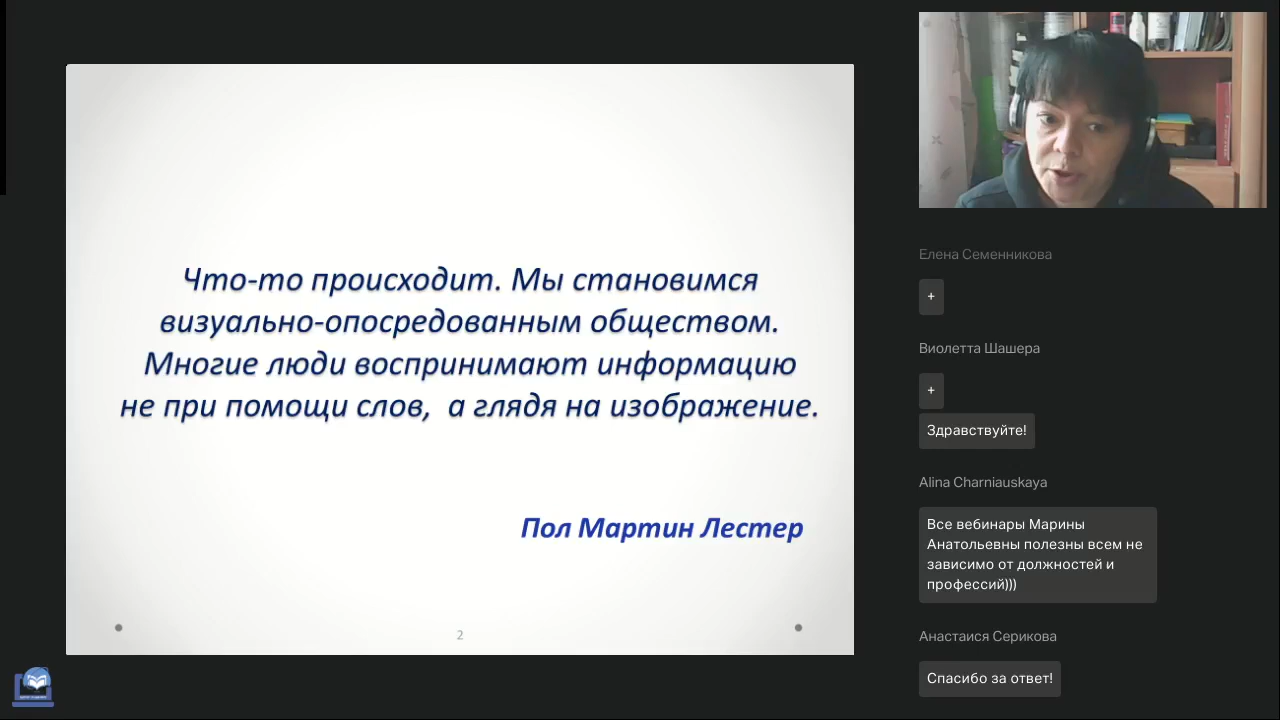 Что-то происходит. Мы становимся
визуально-опосредованным обществом.
Многие люди воспринимают информацию
не при помощи слов, а глядя на изображение.
Пол Мартин Лестер
2
Елена Семенникова
+
Виолетта Шашера
+
Здравствуйте!
Alina Charniauskaya
Все вебинары Марины
Анатольевны полезны всем не
зависимо от должностей и
профессий)))
Анастаися Серикова
Спасибо за ответ!